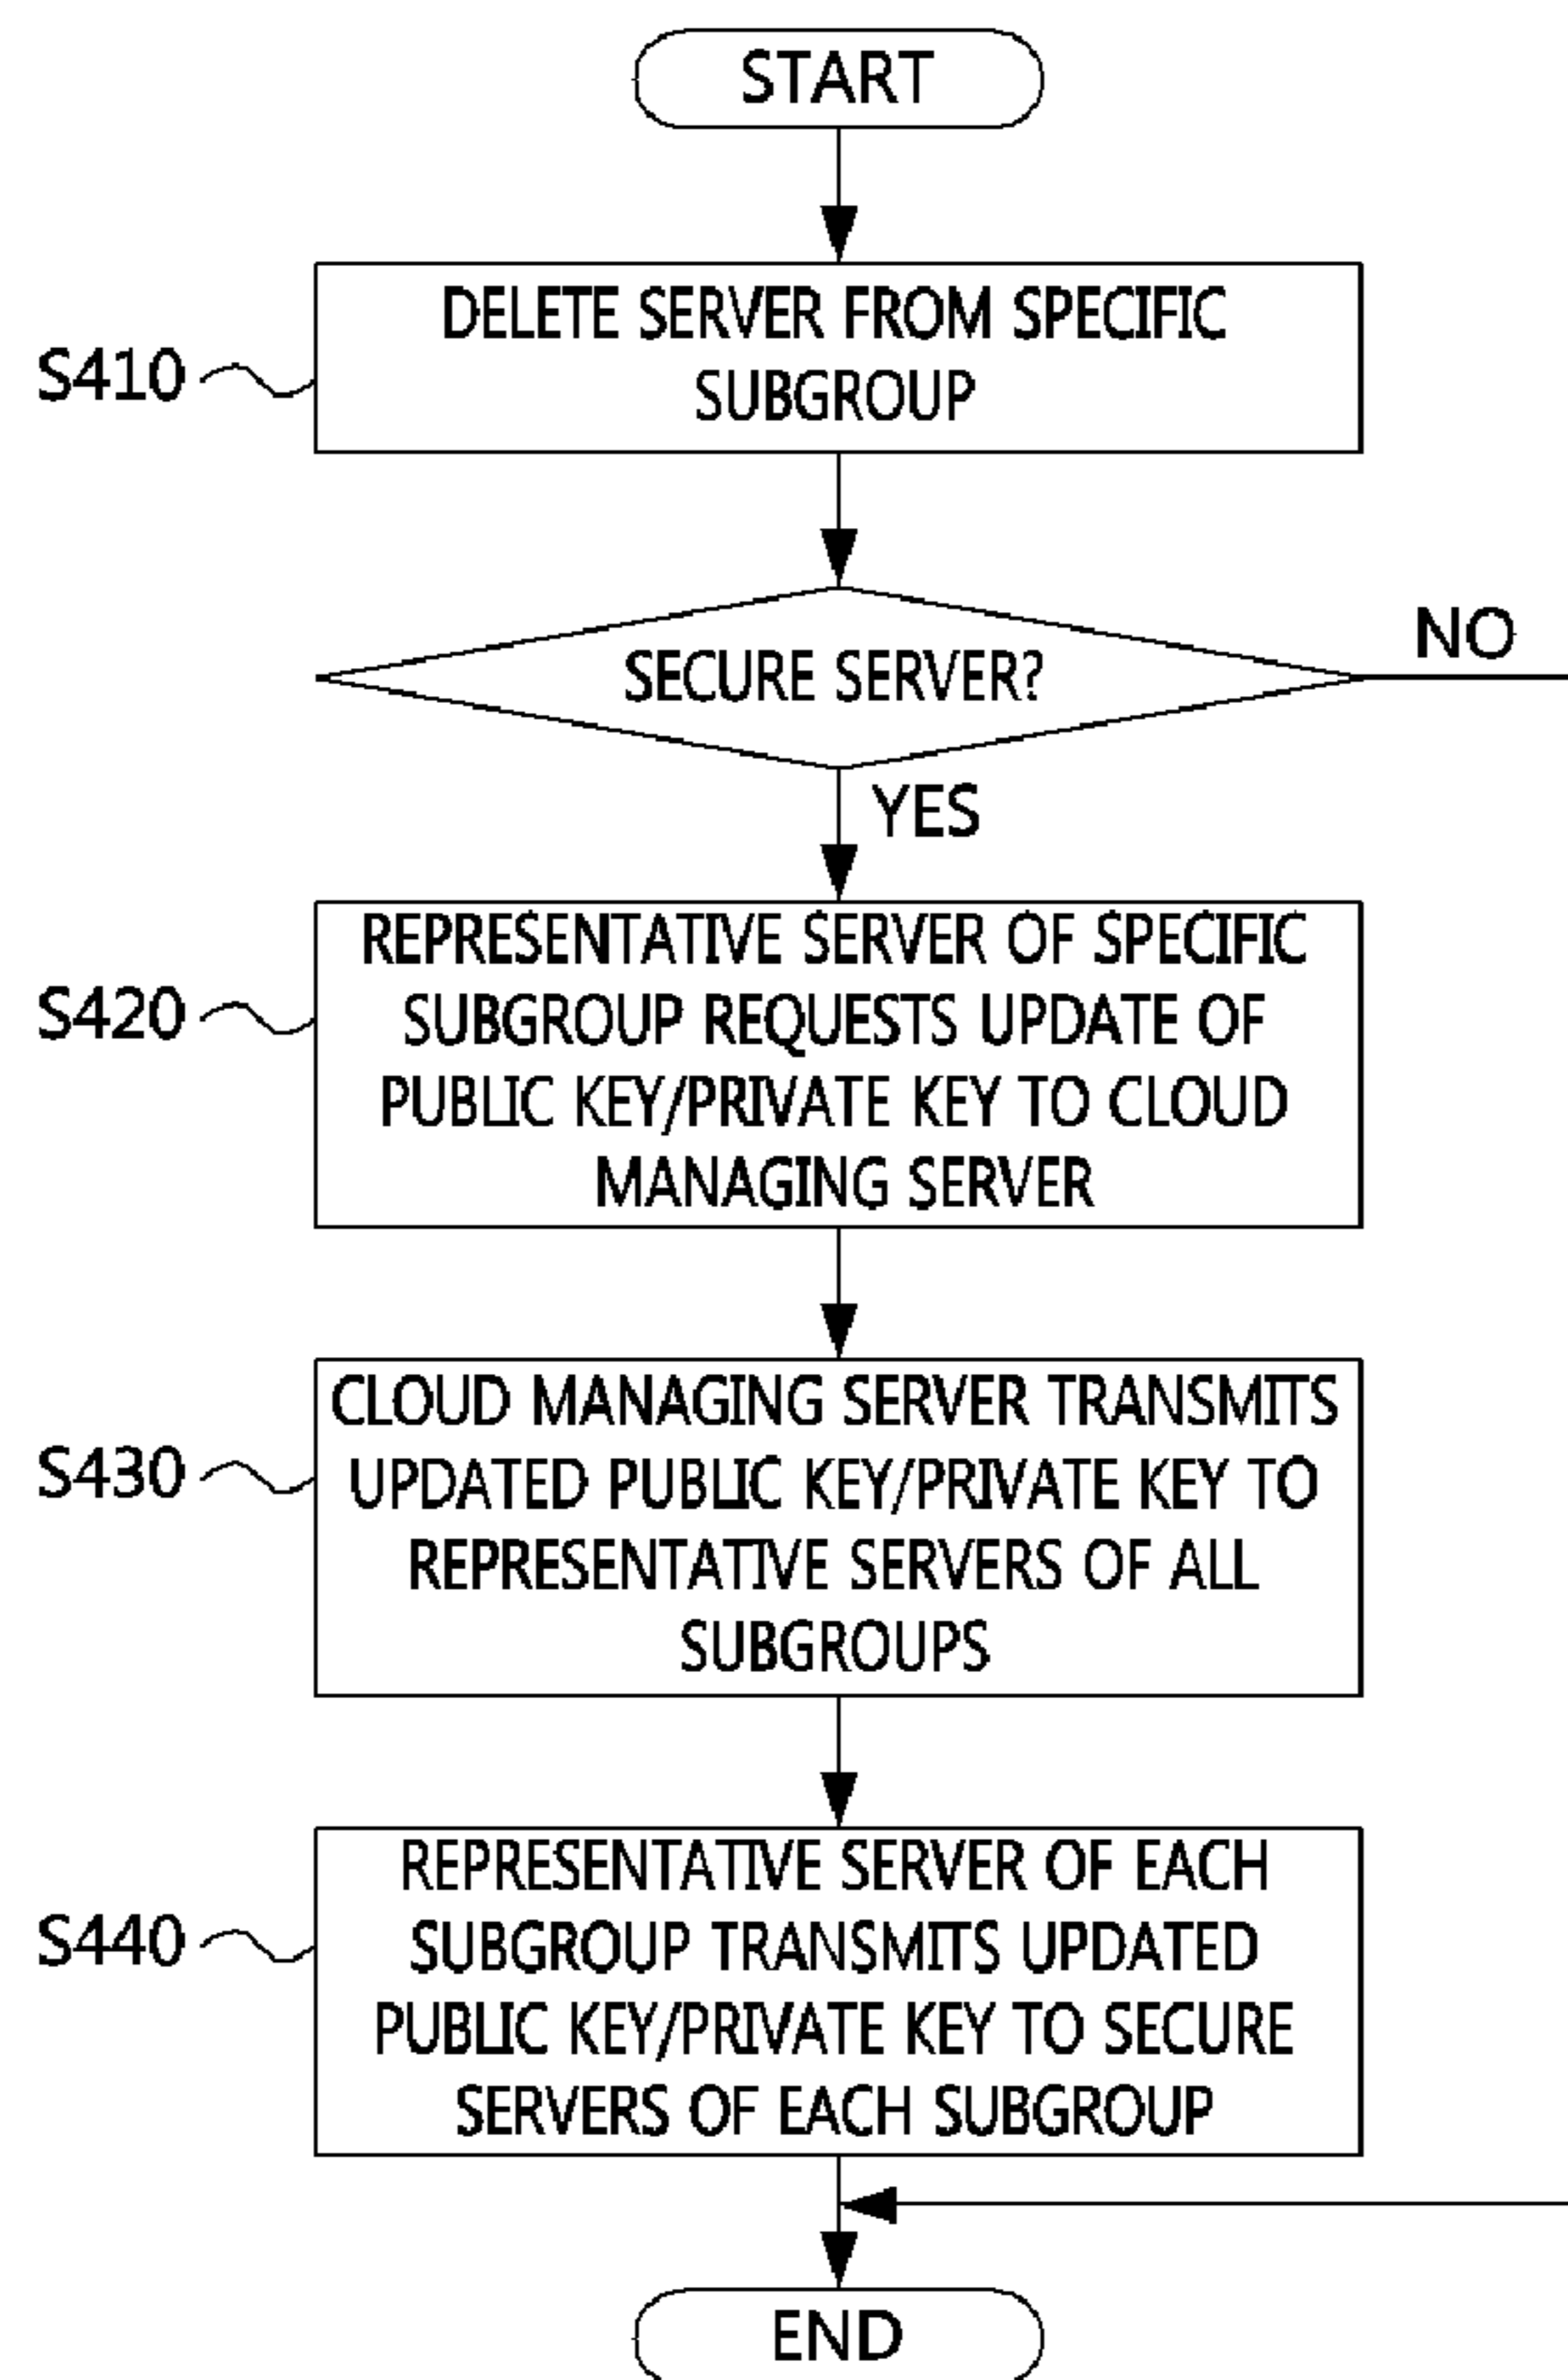 START
DELETE SERVER FROM SPECIFIC
SUBGROUP
S410
SECURE SERVER?
NO
YES
REPRESENTATIVE SERVER OF SPECIFIC
SUBGROUP REQUESTS UPDATE OF
PUBLIC KEY/PRIVATE KEY TO CLOUD
MANAGING SERVER
S420
CLOUD MANAGING SERVER TRANSMITS
UPDATED PUBLIC KEY/PRIVATE KEY TO
REPRESENTATIVE SERVERS OF ALL
SUBGROUPS
S430
REPRESENTATIVE SERVER OF EACH
SUBGROUP TRANSMITS UPDATED
PUBLIC KEY/PRIVATE KEY TO SECURE
SERVERS OF EACH SUBGROUP
S440
END